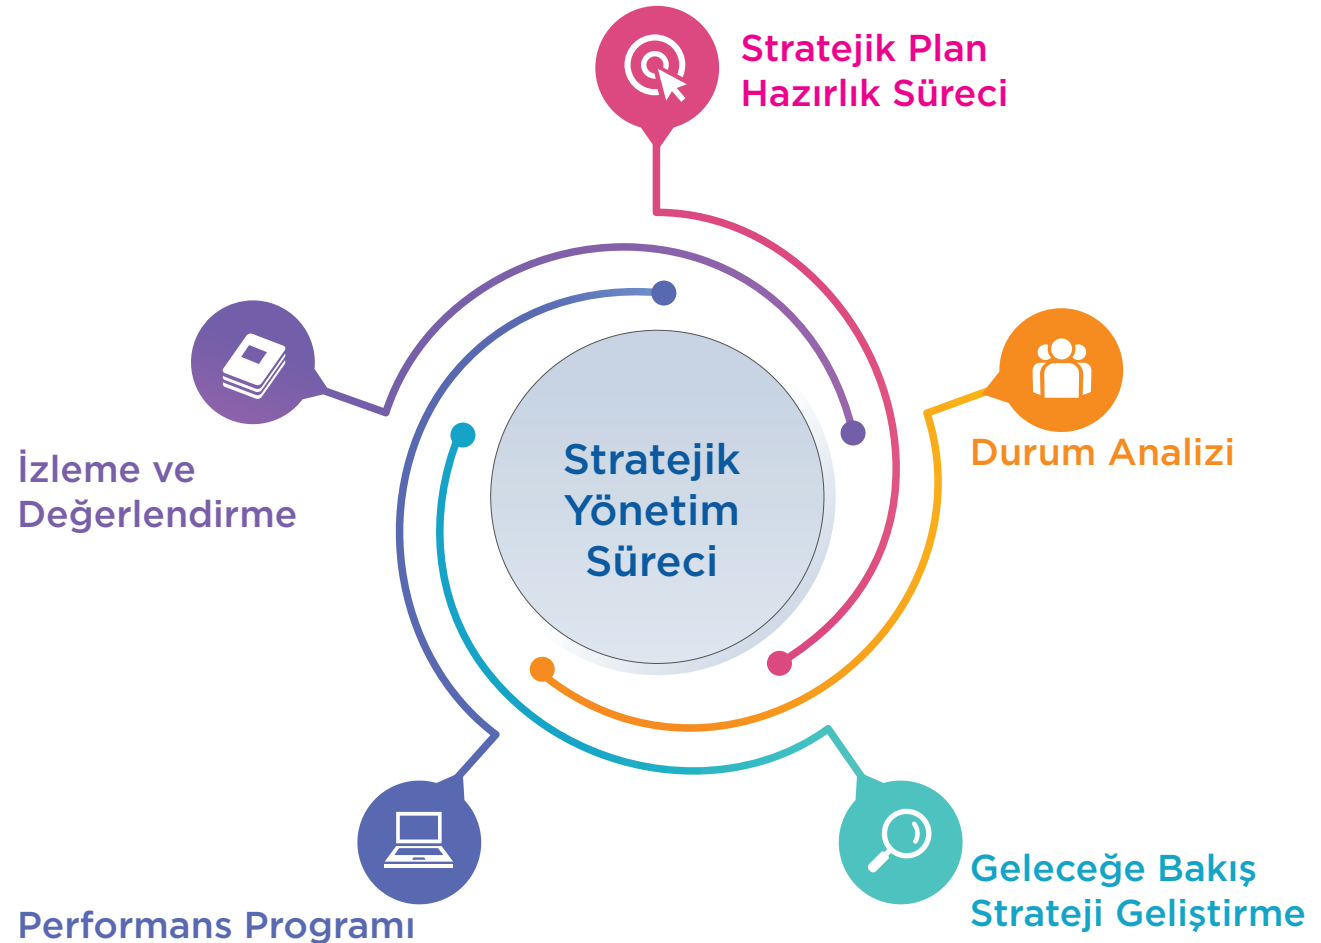 Stratejik Plan
Hazırlık Süreci
Durum Analizi
Geleceğe Bakış
Strateji Geliştirme
Performans Programı
İzleme ve
Değerlendirme
Stratejik
Yönetim
Süreci